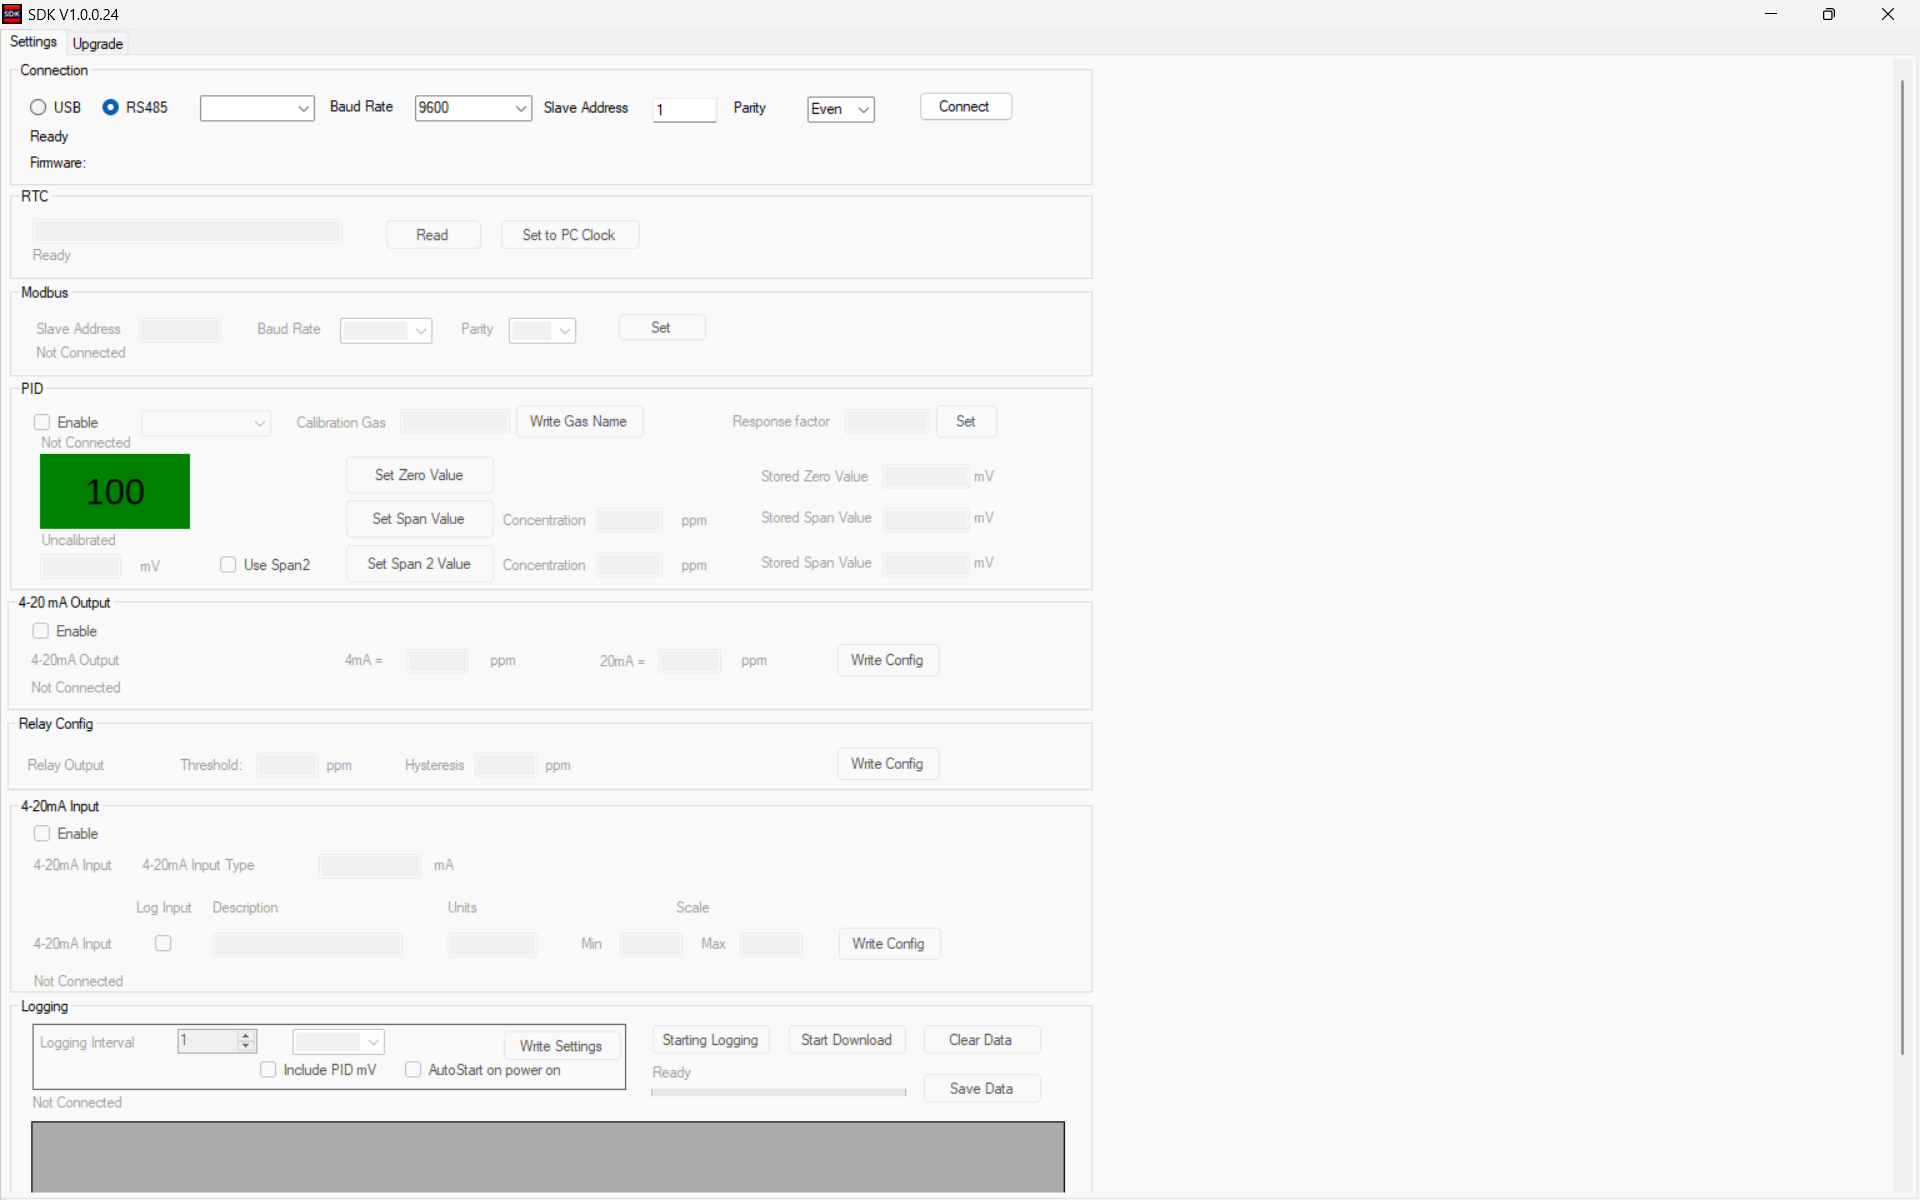 SDK SDK V1.0.0.24
Settings Upgrade
Connection
USB RS485 Baud Rate 9600 Slave Address 1 Parity Even Connect
Ready
Firmware:
RTC
Read Set to PC Clock
Ready
Modbus
Slave Address Baud Rate Parity Set
Not Connected
PID
Enable Calibration Gas Write Gas Name Response factor Set
Not Connected
100
Set Zero Value Stored Zero Value mV
Set Span Value Concentration ppm Stored Span Value mV
Uncalibrated
mV Use Span2 Set Span 2 Value Concentration ppm Stored Span Value mV
4-20 mA Output
Enable
4-20mA Output 4mA = ppm 20mA = ppm Write Config
Not Connected
Relay Config
Relay Output Threshold: ppm Hysteresis ppm Write Config
4-20mA Input
Enable
4-20mA Input 4-20mA Input Type mA
Log Input Description Units Scale
4-20mA Input Min Max Write Config
Not Connected
Logging
Logging Interval 1 Write Settings Starting Logging Start Download Clear Data
Include PID mV AutoStart on power on Ready
Save Data
Not Connected